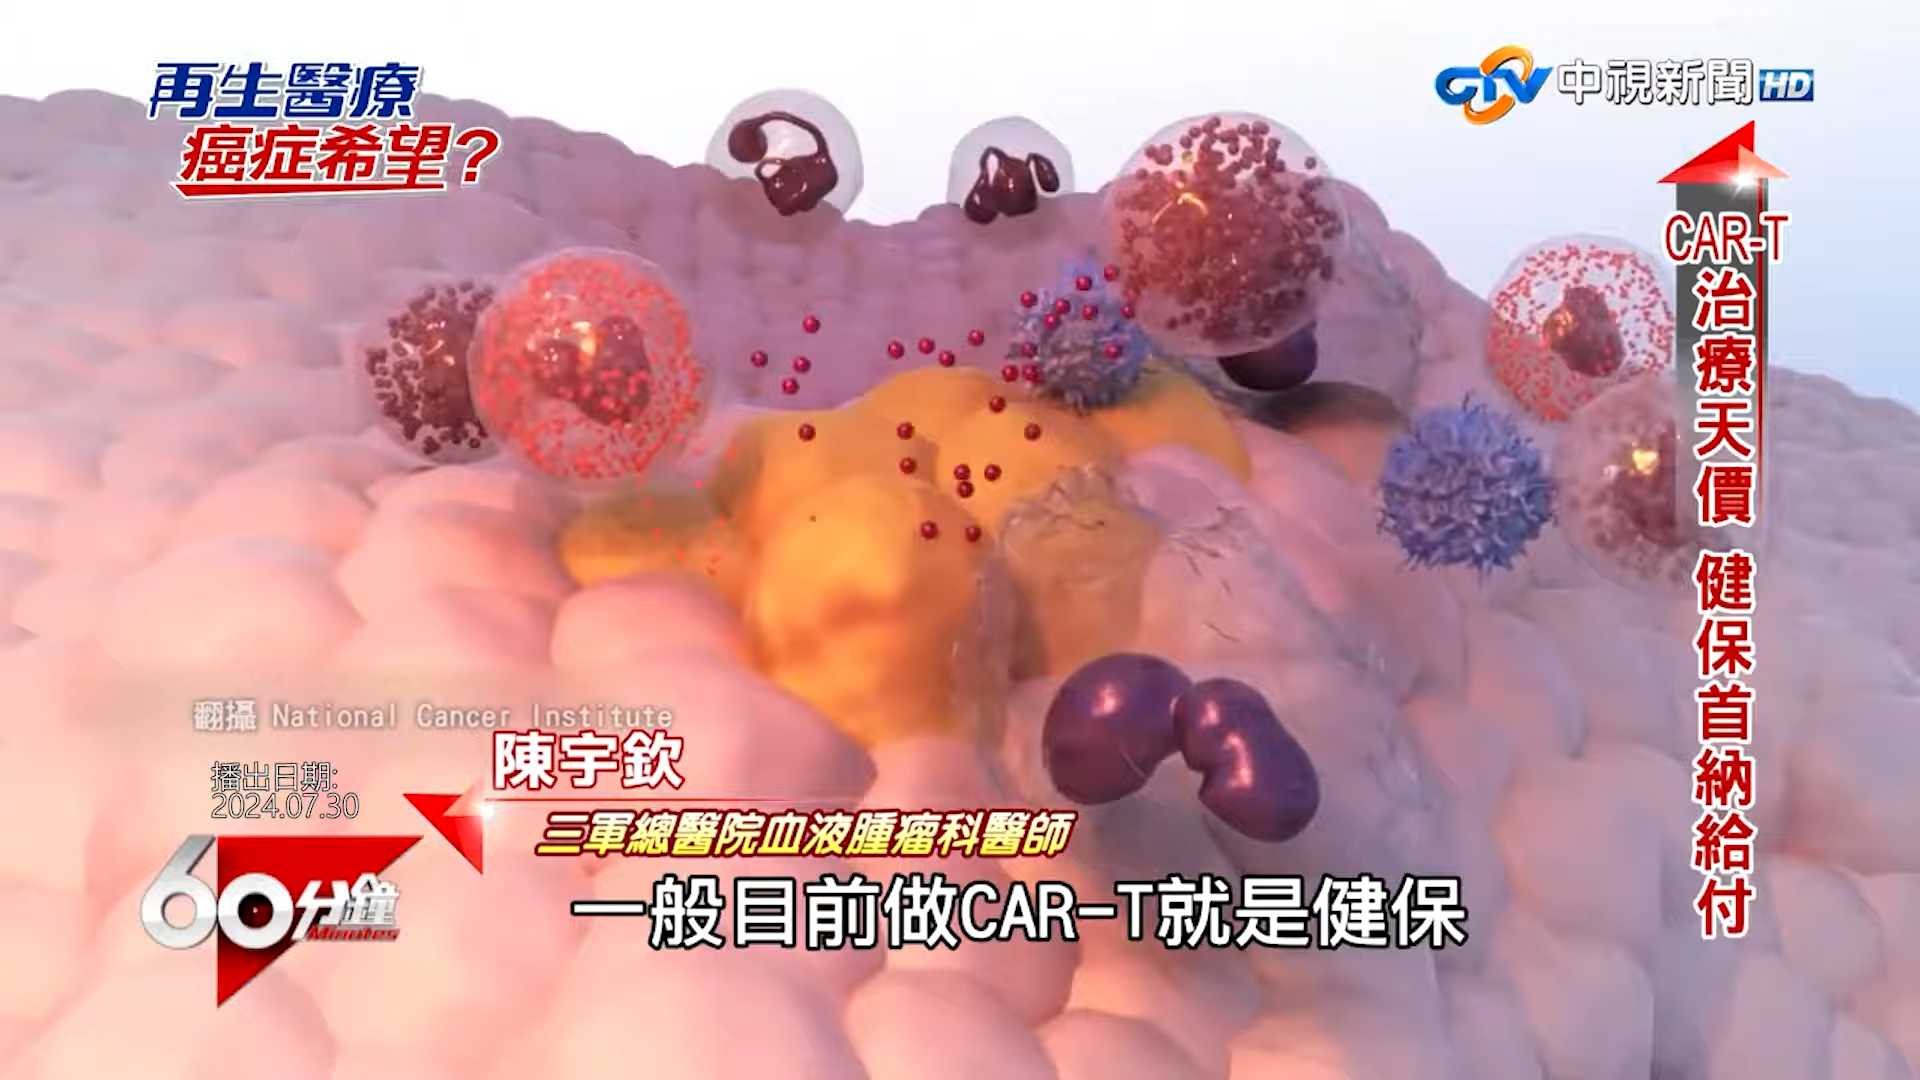 再生醫療
癌症希望?
CTV 中視新聞 HD
CAR-T治療天價 健保首納給付
翻攝 National Cancer Institute
陳宇欽
播出日期:
2024.07.30
三軍總醫院血液腫瘤科醫師
60分鐘
Minutes
一般目前做CAR-T就是健保